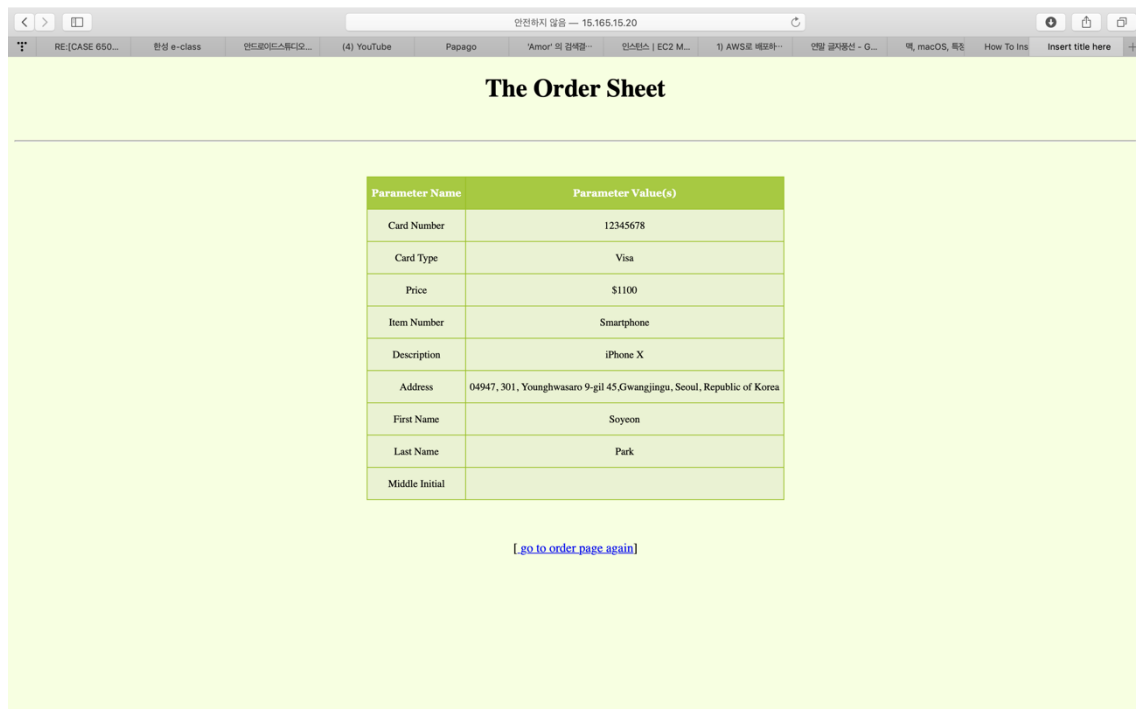 안전하지 않음 — 15.165.15.20
RE:[CASE 650...
한성 e-class
안드로이드스튜디오...
(4) YouTube
Papago
'Amor' 의 검색결…
인스턴스 | EC2 M...
1) AWS로 배포하…
연말 글자풍선 - G...
맥, macOS, 특정
How To Ins
Insert title here
The Order Sheet
Parameter Name Parameter Value(s)
Card Number 12345678
Card Type Visa
Price $1100
Item Number Smartphone
Description iPhone X
Address 04947, 301, Younghwasaro 9-gil 45,Gwangjingu, Seoul, Republic of Korea
First Name Soyeon
Last Name Park
Middle Initial
[ go to order page again]